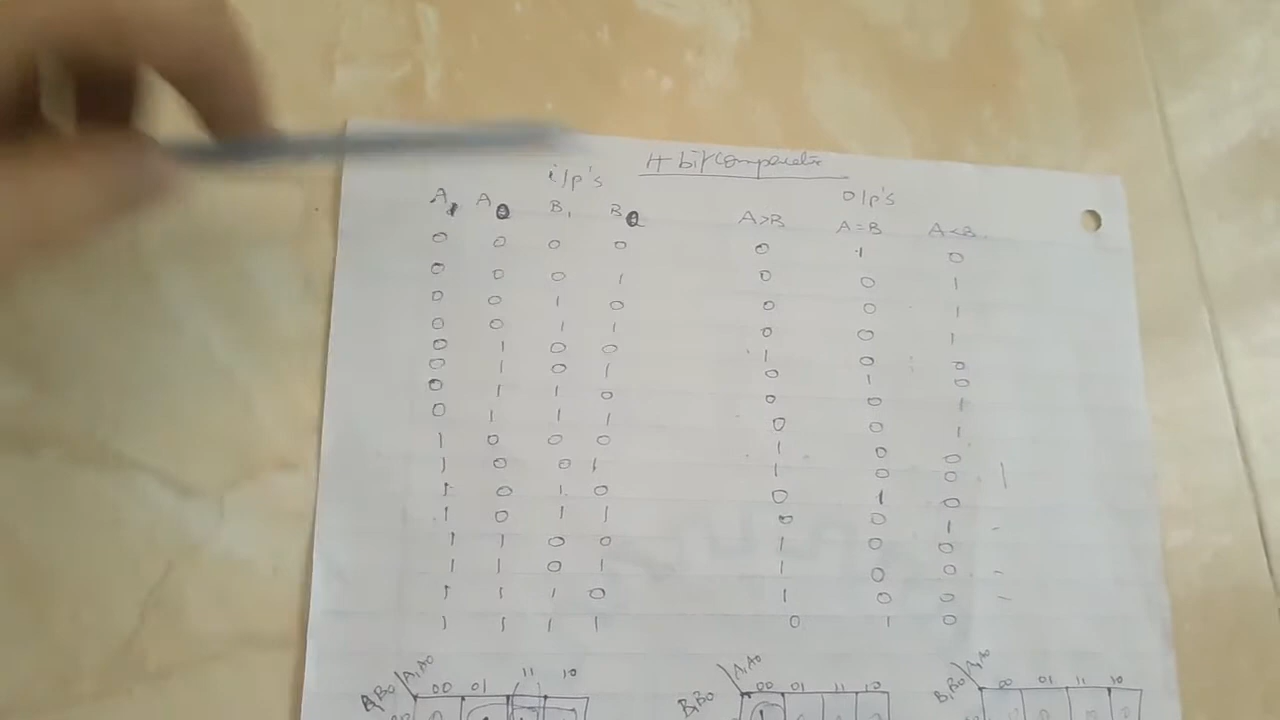 4 bit Comparator
i/p's O/p's
A1 A0 B1 B0 A>B A=B A<B
0 0 0 0 0 1 0
0 0 0 1 0 0 1
0 0 1 0 0 0 1
0 0 1 1 0 0 1
0 1 0 0 1 0 0
0 1 0 1 0 1 0
0 1 1 0 0 0 1
0 1 1 1 0 0 1
1 0 0 0 1 0 0
1 0 0 1 1 0 0
1 0 1 0 0 1 0
1 0 1 1 0 0 1
1 1 0 0 1 0 0
1 1 0 1 1 0 0
1 1 1 0 1 0 0
1 1 1 1 0 1 0
A1A0 A1A0 A1A0
B1B0 00 01 11 10 B1B0 00 01 11 10 B1B0 00 01 11 10